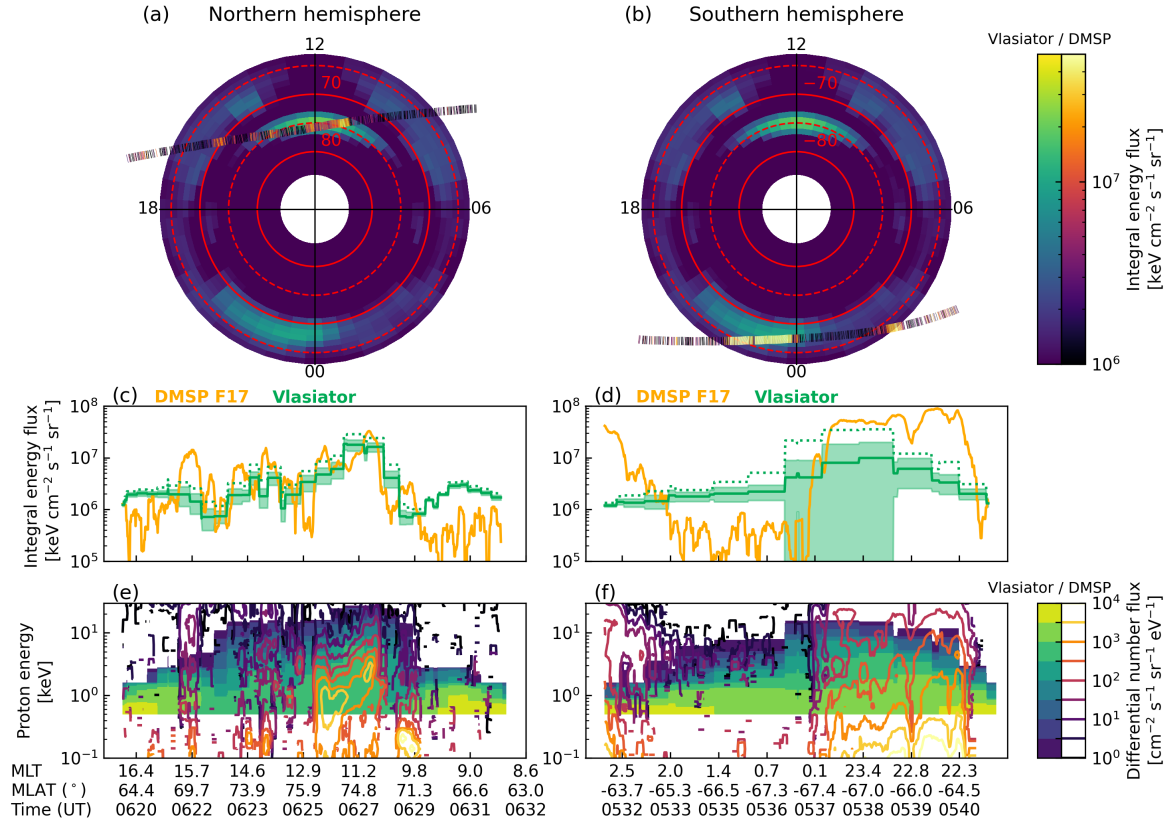 (a) Northern hemisphere
(b) Southern hemisphere
Vlasiator / DMSP
12
12
70
−70
80
−80
18
06
18
06
00
00
10⁷
10⁶
Integral energy flux
[keV cm⁻² s⁻¹ sr⁻¹]
(c) DMSP F17 Vlasiator
(d) DMSP F17 Vlasiator
10⁸
10⁷
10⁶
10⁵
Integral energy flux
[keV cm⁻² s⁻¹ sr⁻¹]
10⁸
10⁷
10⁶
10⁵
(e)
(f)
Vlasiator / DMSP
10¹
10⁰
10⁻¹
Proton energy
[keV]
10¹
10⁰
10⁻¹
10⁴
10³
10²
10¹
10⁰
Differential number flux
[cm⁻² s⁻¹ sr⁻¹ eV⁻¹]
MLT 16.4 15.7 14.6 12.9 11.2 9.8 9.0 8.6 2.5 2.0 1.4 0.7 0.1 23.4 22.8 22.3
MLAT (°) 64.4 69.7 73.9 75.9 74.8 71.3 66.6 63.0 -63.7 -65.3 -66.5 -67.3 -67.4 -67.0 -66.0 -64.5
Time (UT) 0620 0622 0623 0625 0627 0629 0631 0632 0532 0533 0535 0536 0537 0538 0539 0540